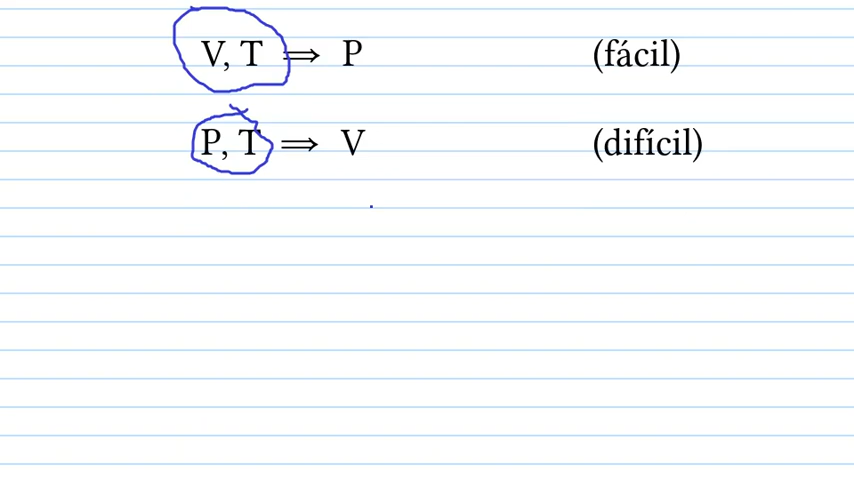 V, T ⟹ P (fácil)
P, T ⟹ V (difícil)